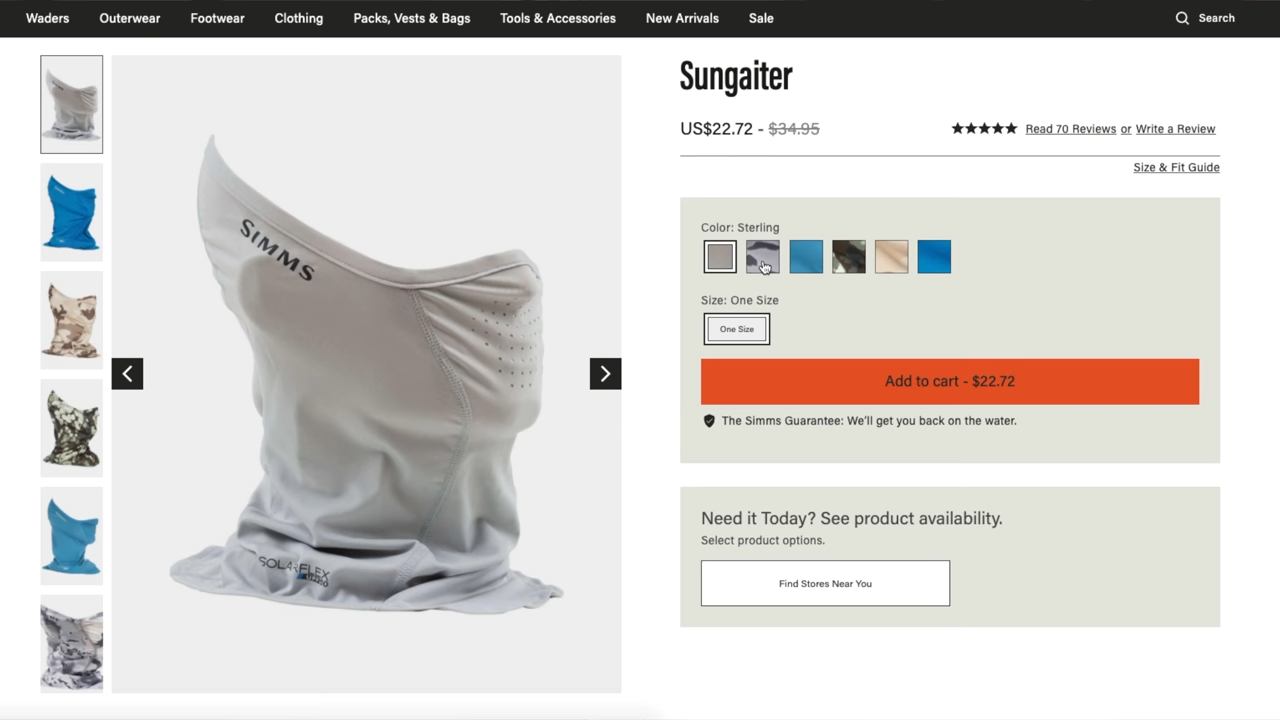 Waders Outerwear Footwear Clothing Packs, Vests & Bags Tools & Accessories New Arrivals Sale Search
Sungaiter
US$22.72 - $34.95 ★★★★★ Read 70 Reviews or Write a Review
Size & Fit Guide
Color: Sterling
Size: One Size
One Size
Add to cart - $22.72
The Simms Guarantee: We'll get you back on the water.
Need it Today? See product availability.
Select product options.
Find Stores Near You
SIMMS
SOLARFLEX